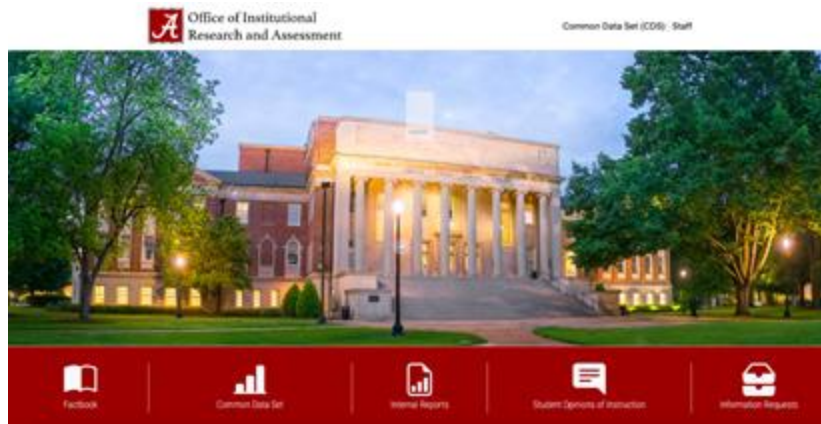 Office of Institutional
Research and Assessment
Common Data Set (CDS) Staff
Factbook
Common Data Set
Internal Reports
Student Opinions of Instruction
Information Requests